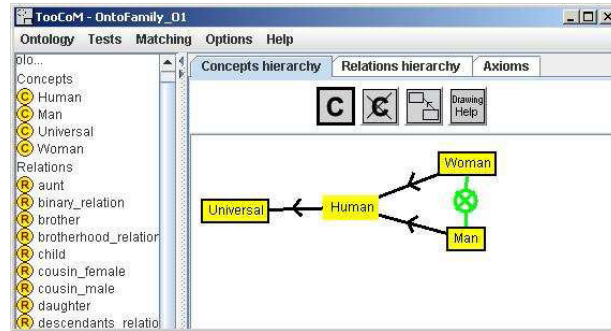 TooCoM - OntoFamily_01
Ontology Tests Matching Options Help
olo...
Concepts
C Human
C Man
C Universal
C Woman
Relations
R aunt
R binary_relation
R brother
R brotherhood_relation
R child
R cousin_female
R cousin_male
R daughter
R descendants_relatio
Concepts hierarchy Relations hierarchy Axioms
C C Drawing
Help
Woman
Universal Human
Man